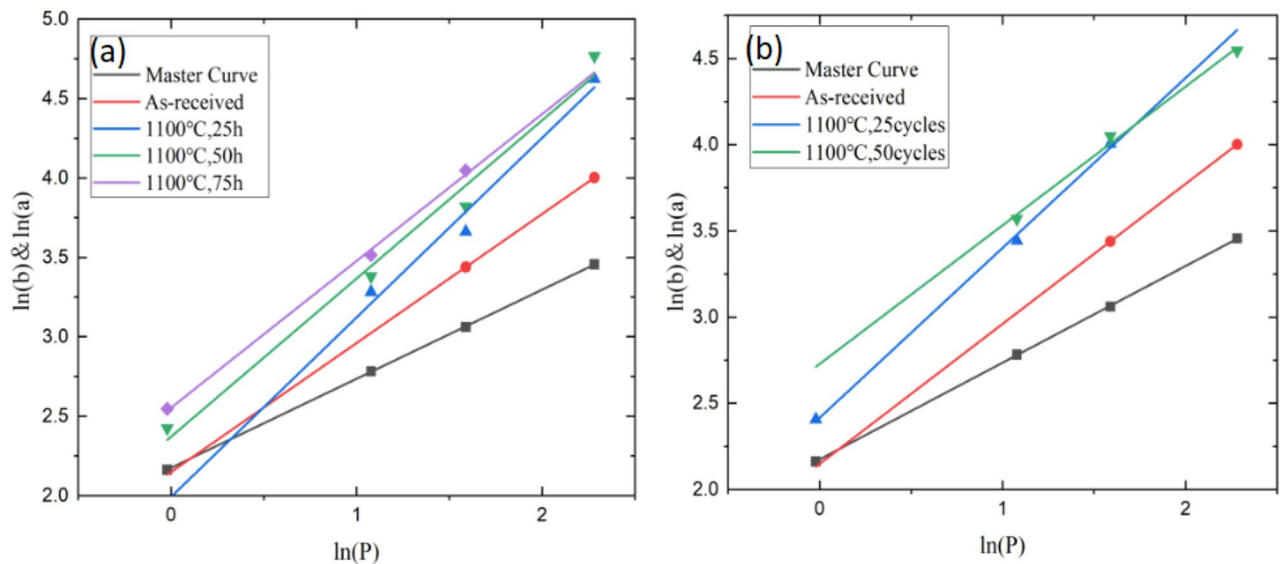 (a)
Master Curve
As-received
1100℃,25h
1100℃,50h
1100℃,75h
5.0
4.5
4.0
3.5
3.0
2.5
2.0
ln(b)&ln(a)
0
1
2
ln(P)
(b)
Master Curve
As-received
1100℃,25cycles
1100℃,50cycles
4.5
4.0
3.5
3.0
2.5
2.0
ln(b)&ln(a)
0
1
2
ln(P)